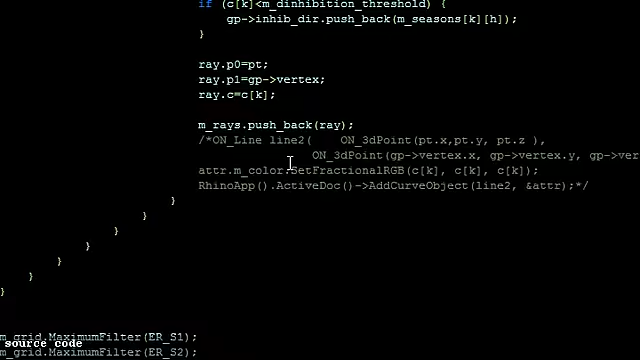 if (c[k]<m_dinhibition_threshold) {
gp->inhib_dir.push_back(m_seasons[k][h]);
}
ray.p0=pt;
ray.p1=gp->vertex;
ray.c=c[k];
m_rays.push_back(ray);
/*ON_Line line2(    ON_3dPoint(pt.x,pt.y, pt.z ),
ON_3dPoint(gp->vertex.x, gp->vertex.y, gp->ver
attr.m_color.SetFractionalRGB(c[k], c[k], c[k]);
RhinoApp().ActiveDoc()->AddCurveObject(line2, &attr);*/
}
}
}
}
}
}
}
m_grid.MaximumFilter(ER_S1);
source code
m_grid.MaximumFilter(ER_S2);